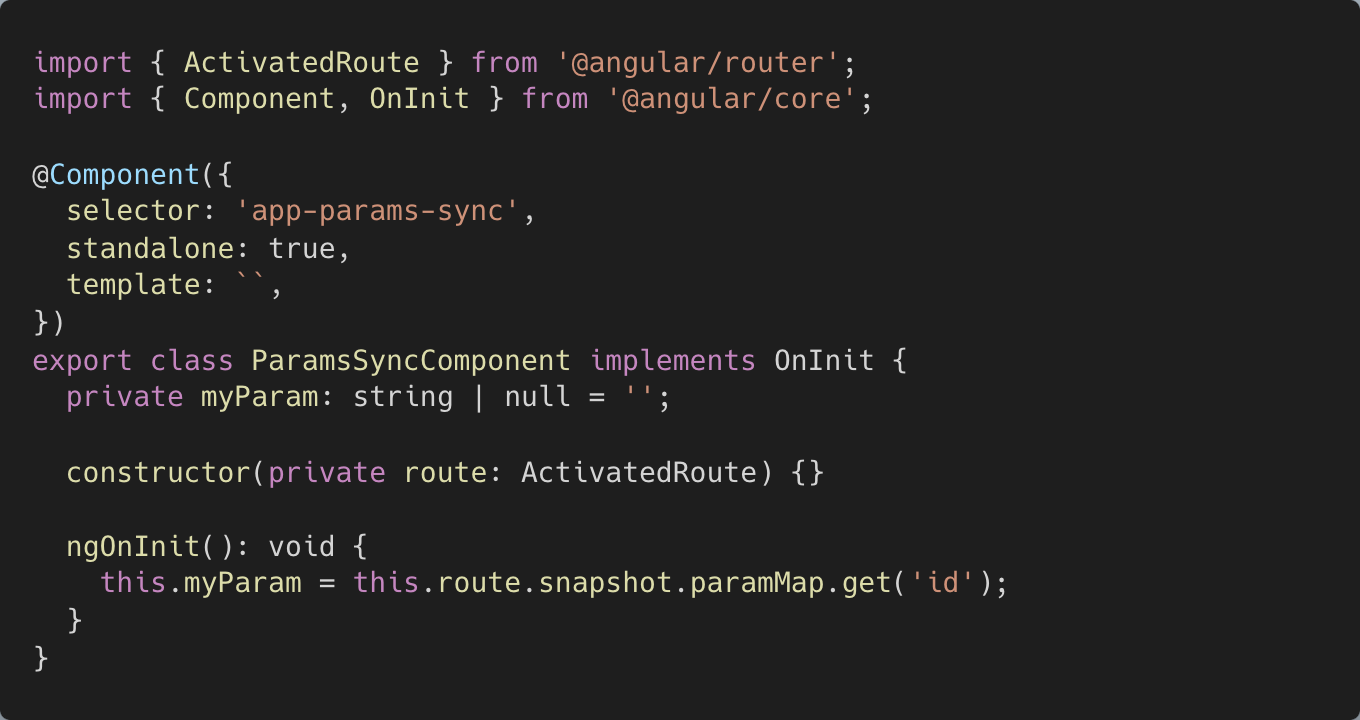 import { ActivatedRoute } from '@angular/router';
import { Component, OnInit } from '@angular/core';

@Component({
  selector: 'app-params-sync',
  standalone: true,
  template: ``,
})
export class ParamsSyncComponent implements OnInit {
  private myParam: string | null = '';

  constructor(private route: ActivatedRoute) {}

  ngOnInit(): void {
    this.myParam = this.route.snapshot.paramMap.get('id');
  }
}